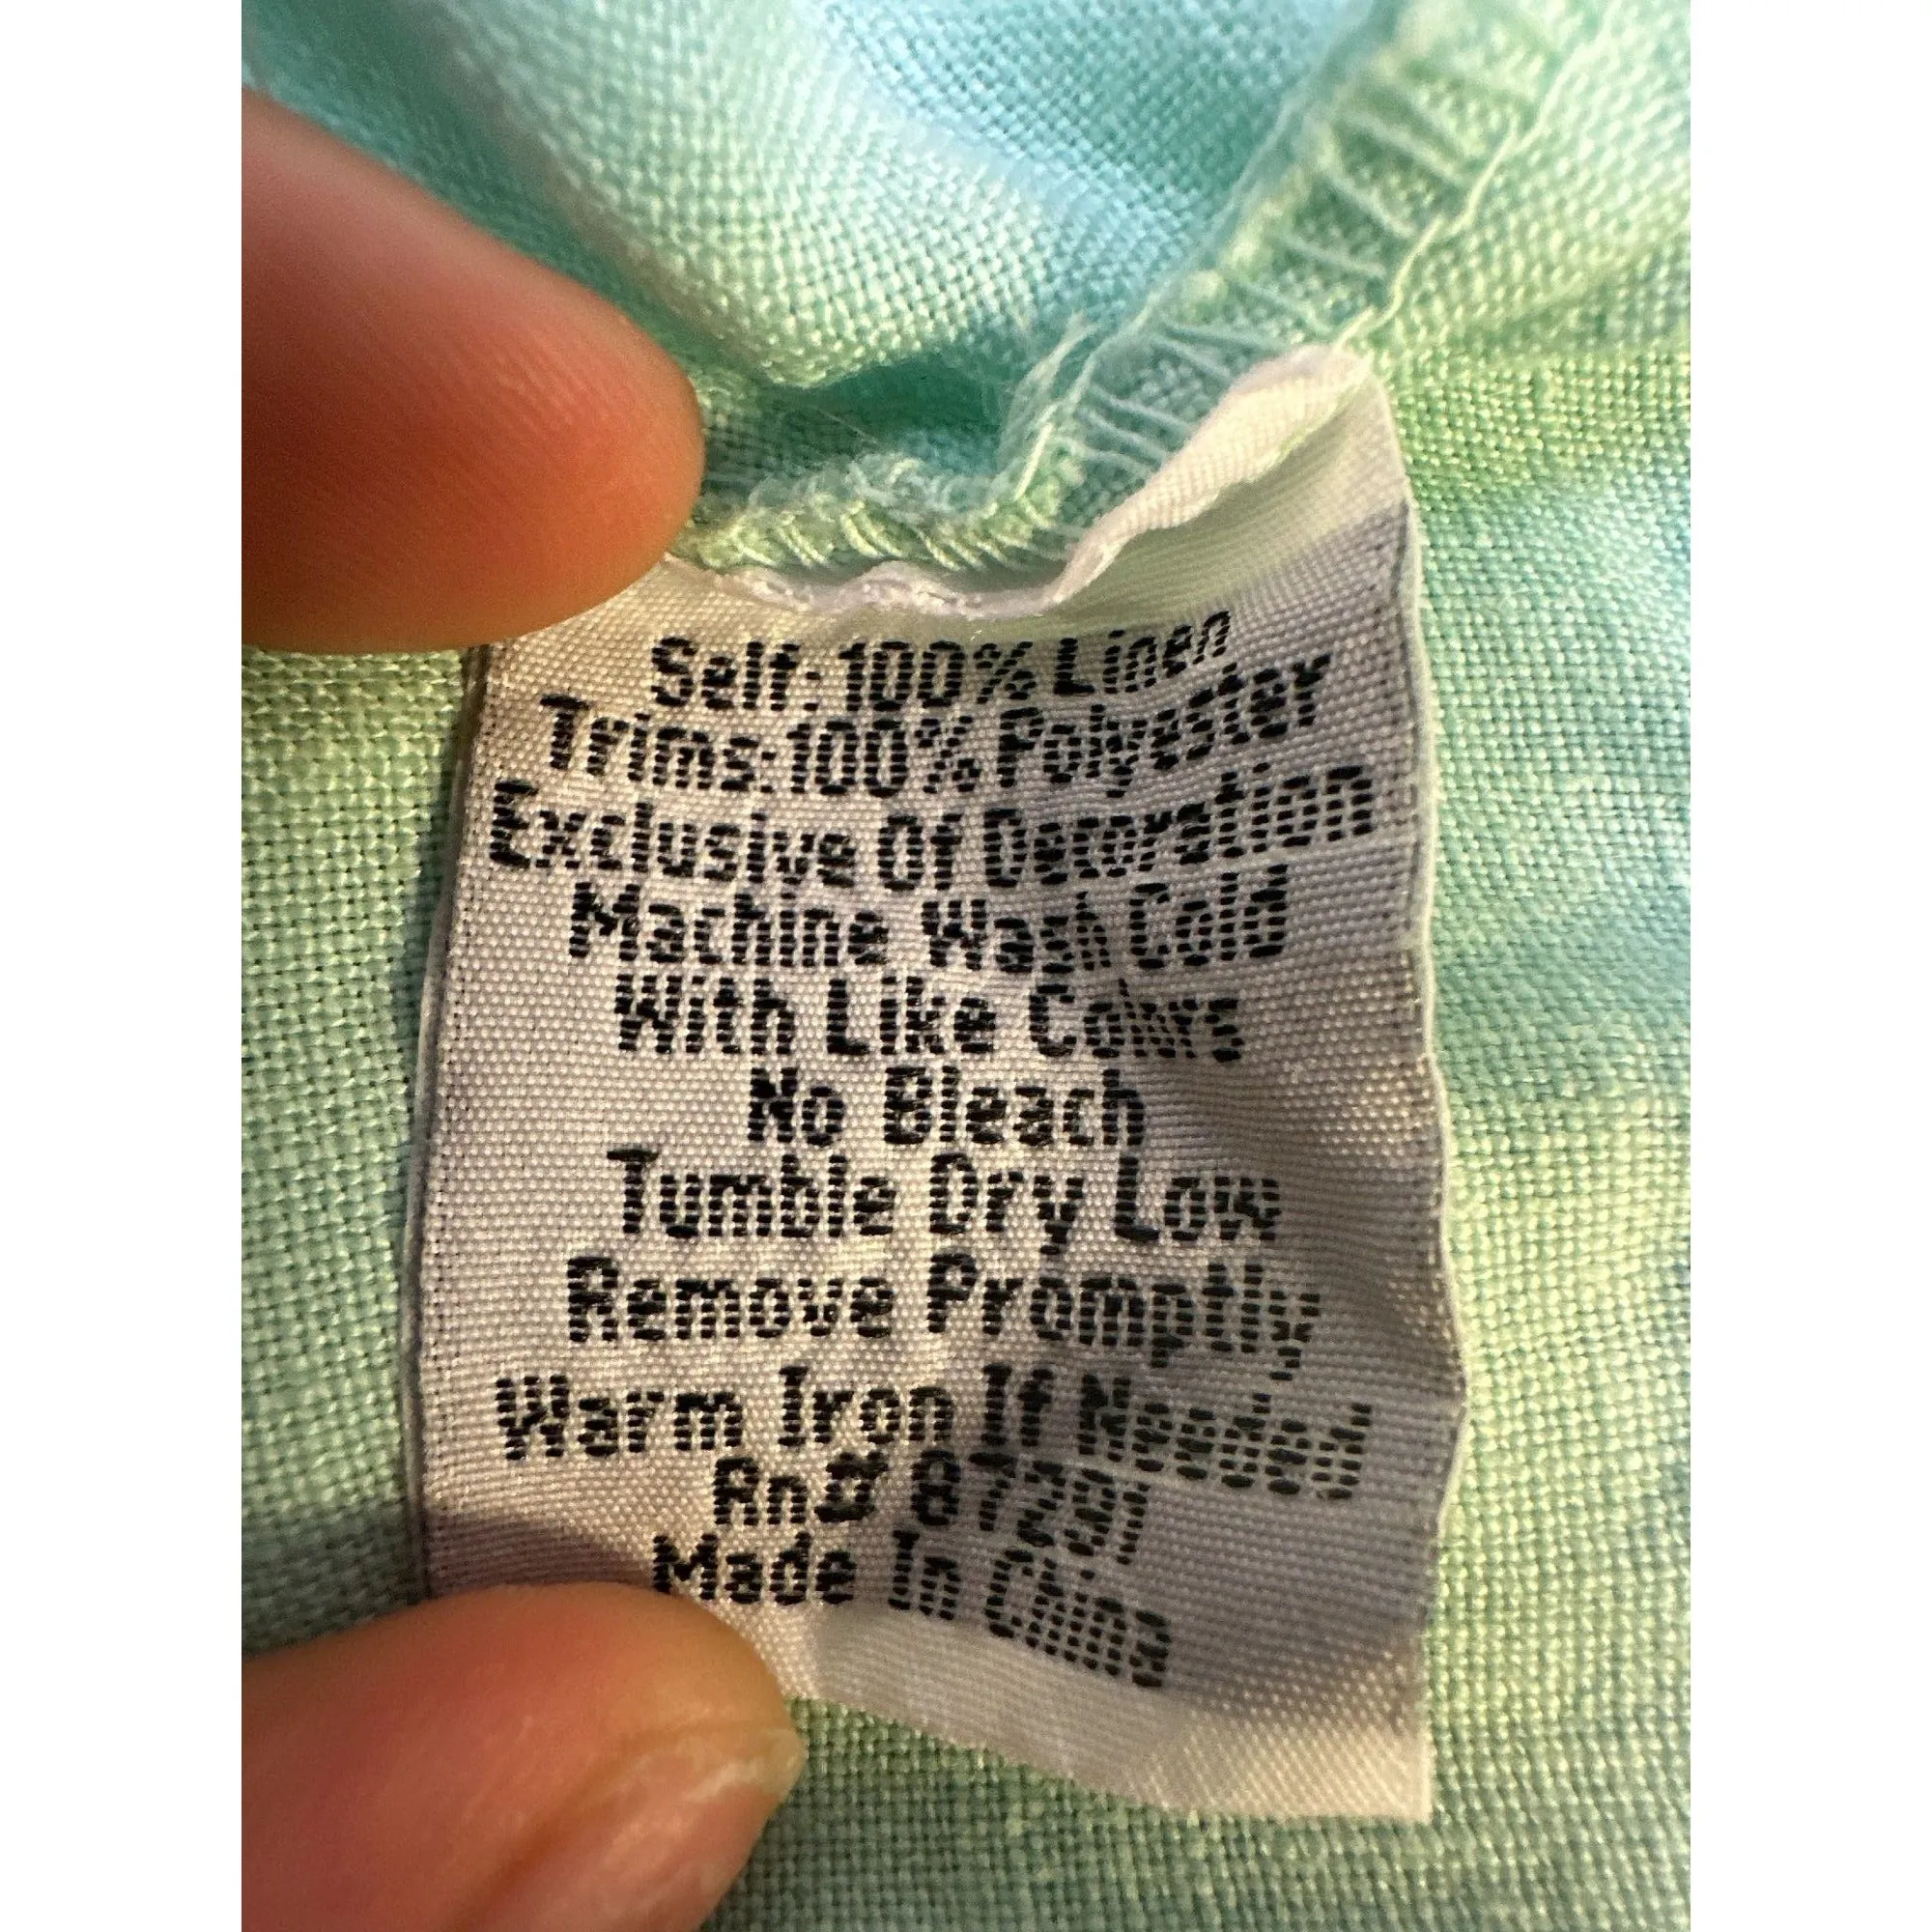 Self: 100% Linen
Trims:100% Polyester
Exclusive Of Decoration
Machine Wash Cold
With Like Colors
No Bleach
Tumble Dry Low
Remove Promptly
Warm Iron If Needed
Rn# 87291
Made In China